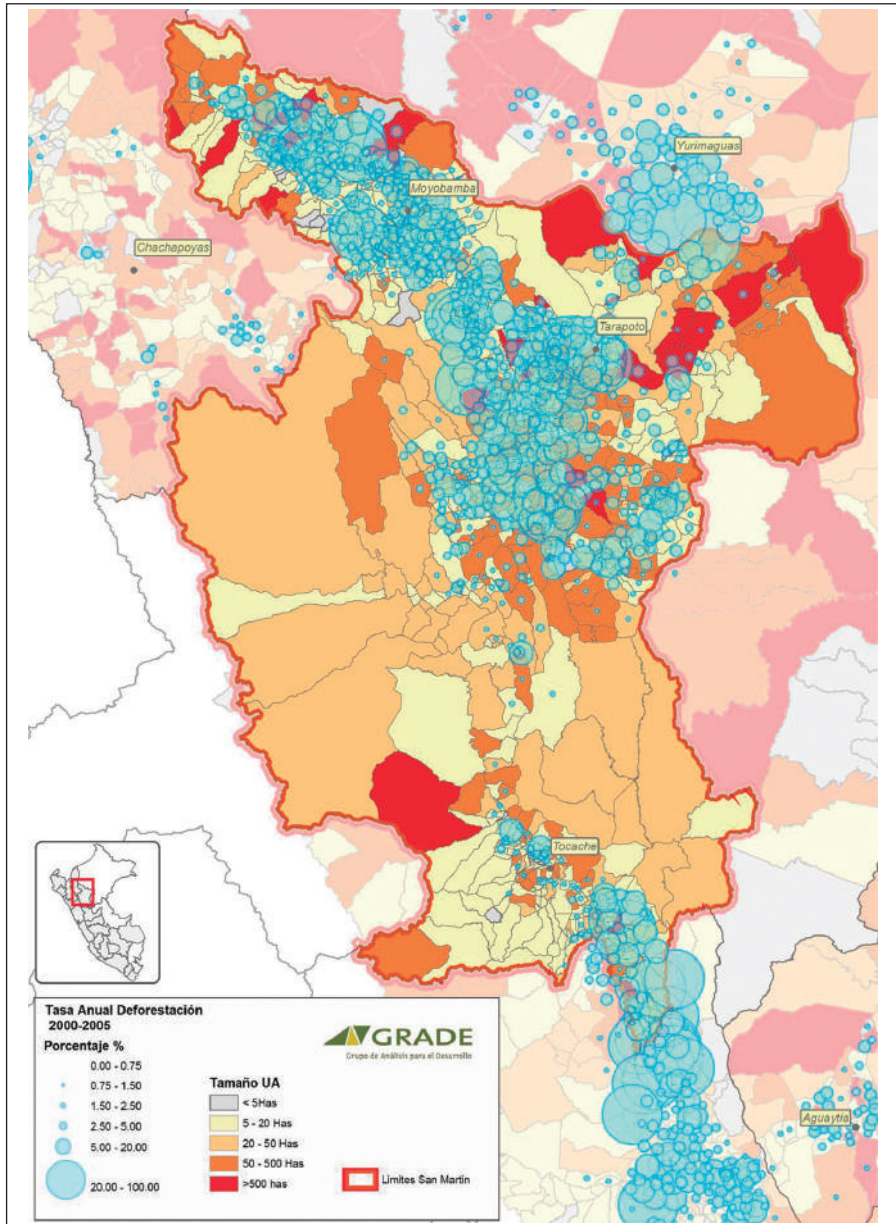 Yurimaguas
Moyobamba
Chachapoyas
Tarapoto
Tocache
Aguaytia
Tasa Anual Deforestación
2000-2005
Porcentaje %
0.00 - 0.75
0.75 - 1.50
1.50 - 2.50
2.50 - 5.00
5.00 - 20.00
20.00 - 100.00
GRADE
Grupo de Análisis para el Desarrollo
Tamaño UA
< 5Has
5 - 20 Has
20 - 50 Has
50 - 500 Has
>500 has
Limites San Martín